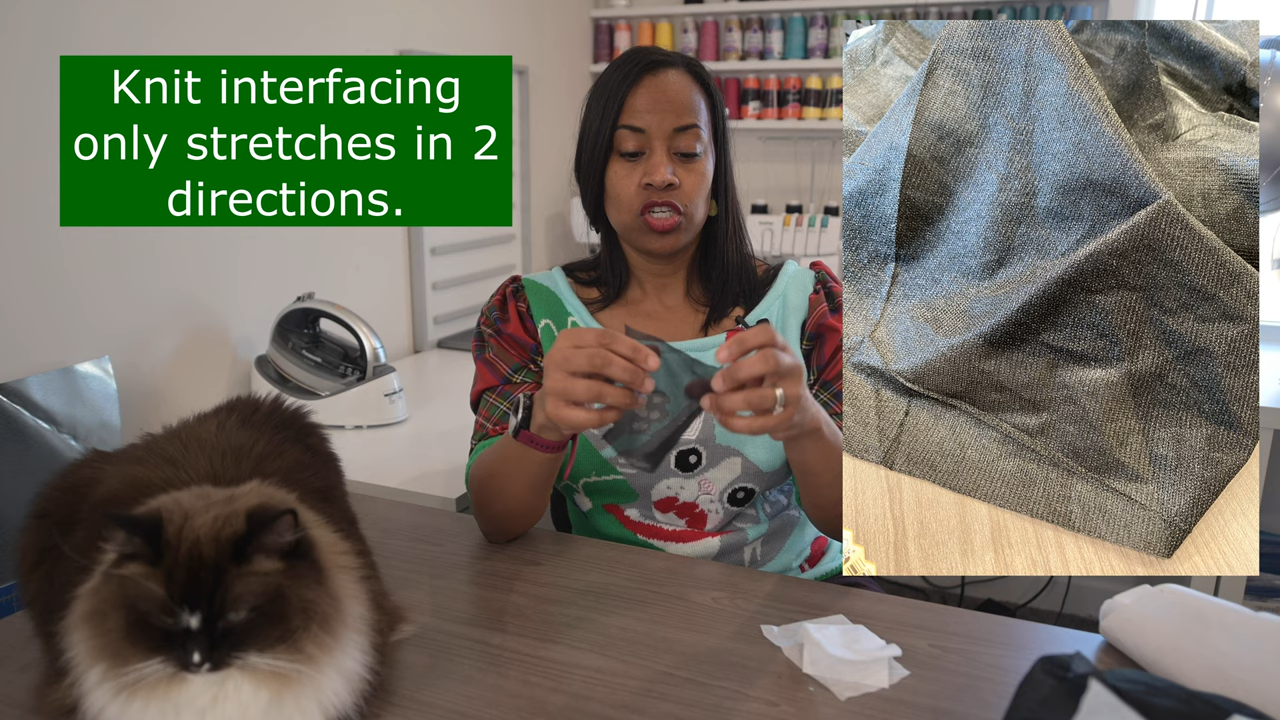 Knit interfacing
only stretches in 2
directions.